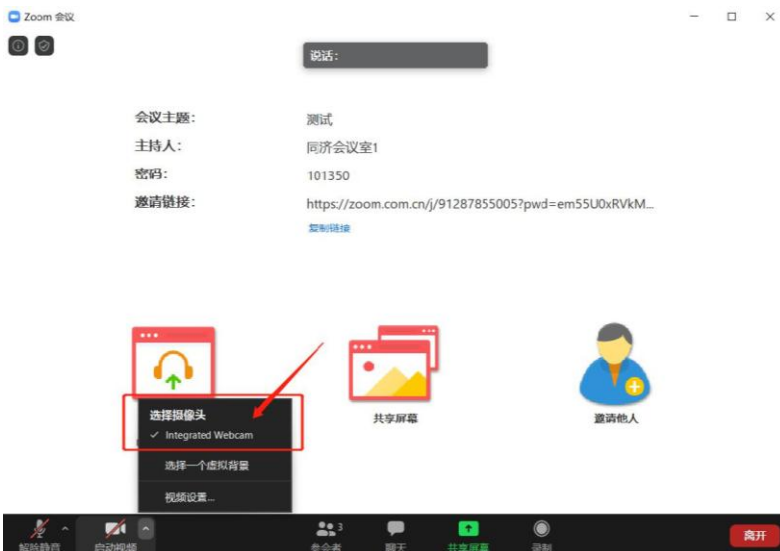 Zoom 会议
说话:
会议主题:
测试
主持人:
同济会议室1
密码:
101350
邀请链接:
https://zoom.com.cn/j/91287855005?pwd=em55U0xRVkM...
复制链接
选择摄像头
✓ Integrated Webcam
选择一个虚拟背景
视频设置...
共享屏幕
邀请他人
解除静音
启动视频
3
参会者
聊天
共享屏幕
录制
离开